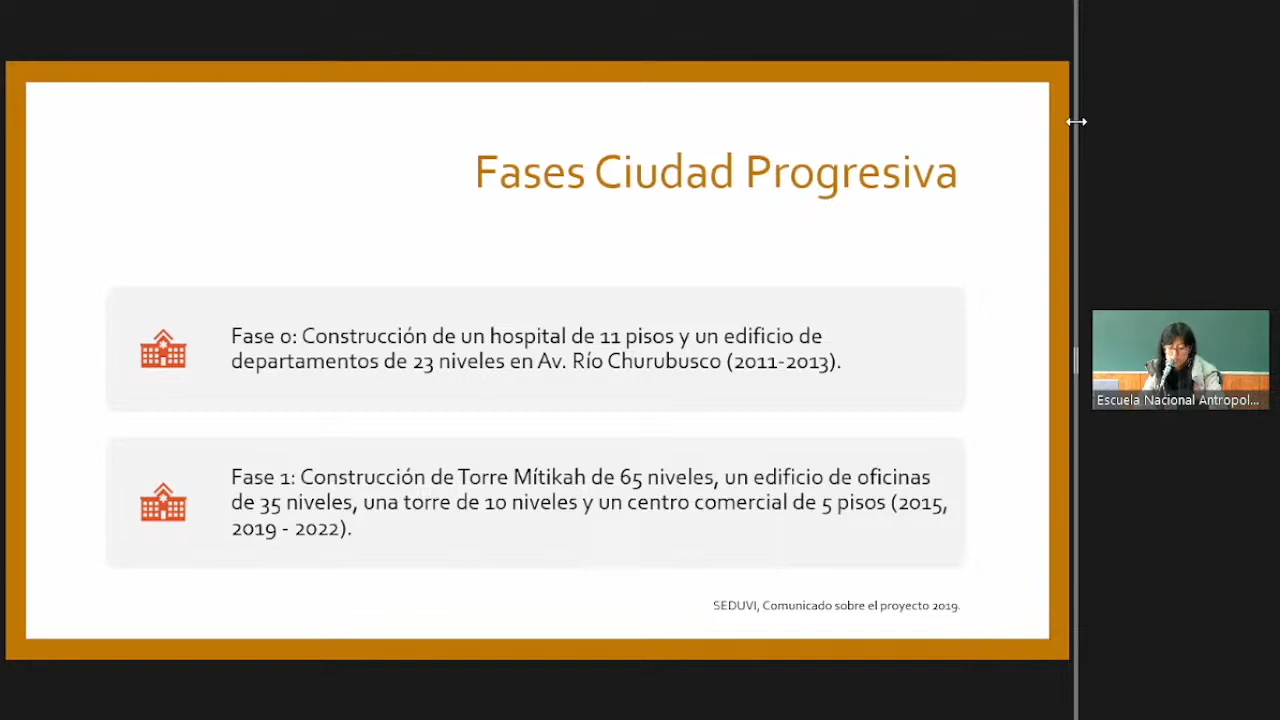 Fases Ciudad Progresiva
Fase 0: Construcción de un hospital de 11 pisos y un edificio de
departamentos de 23 niveles en Av. Río Churubusco (2011-2013).
Fase 1: Construcción de Torre Mítikah de 65 niveles, un edificio de oficinas
de 35 niveles, una torre de 10 niveles y un centro comercial de 5 pisos (2015,
2019 - 2022).
SEDUVI, Comunicado sobre el proyecto 2019.
Escuela Nacional Antropol...